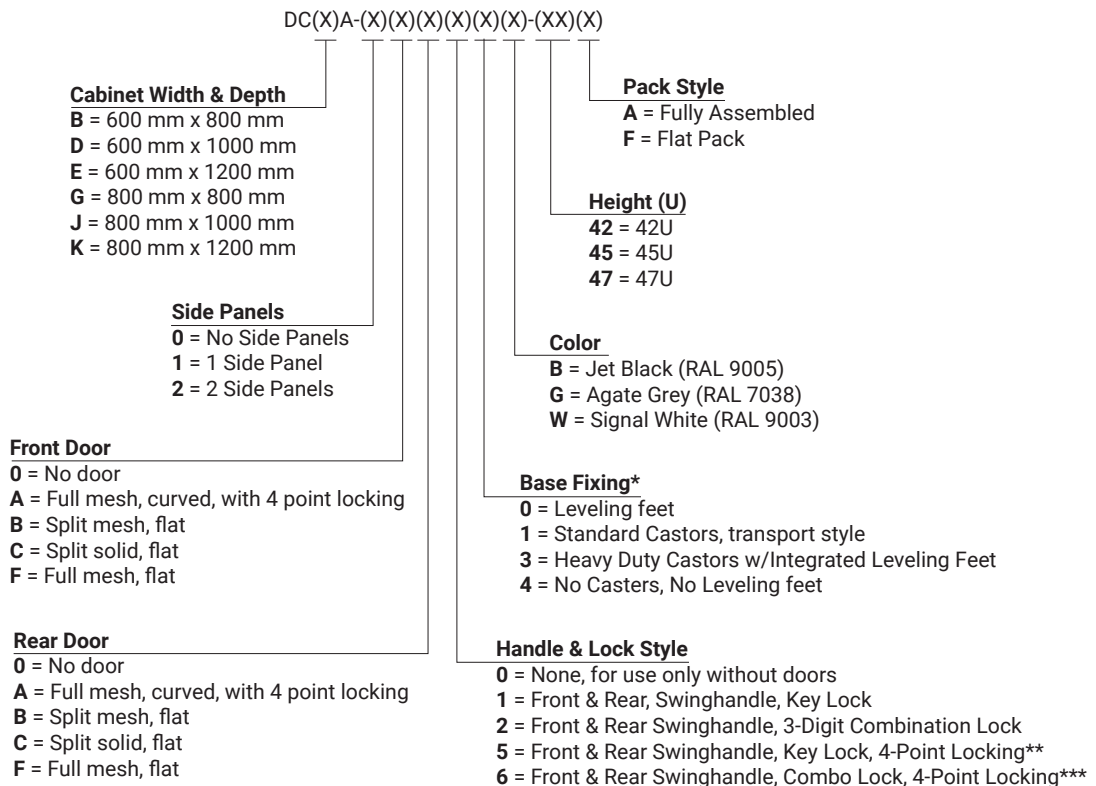 DC(X)A-(X)(X)(X)(X)(X)(X)-(XX)(X)
Cabinet Width & Depth
B = 600 mm x 800 mm
D = 600 mm x 1000 mm
E = 600 mm x 1200 mm
G = 800 mm x 800 mm
J = 800 mm x 1000 mm
K = 800 mm x 1200 mm
Pack Style
A = Fully Assembled
F = Flat Pack
Height (U)
42 = 42U
45 = 45U
47 = 47U
Side Panels
0 = No Side Panels
1 = 1 Side Panel
2 = 2 Side Panels
Color
B = Jet Black (RAL 9005)
G = Agate Grey (RAL 7038)
W = Signal White (RAL 9003)
Front Door
0 = No door
A = Full mesh, curved, with 4 point locking
B = Split mesh, flat
C = Split solid, flat
F = Full mesh, flat
Base Fixing*
0 = Leveling feet
1 = Standard Castors, transport style
3 = Heavy Duty Castors w/Integrated Leveling Feet
4 = No Casters, No Leveling feet
Rear Door
0 = No door
A = Full mesh, curved, with 4 point locking
B = Split mesh, flat
C = Split solid, flat
F = Full mesh, flat
Handle & Lock Style
0 = None, for use only without doors
1 = Front & Rear, Swinghandle, Key Lock
2 = Front & Rear Swinghandle, 3-Digit Combination Lock
5 = Front & Rear Swinghandle, Key Lock, 4-Point Locking**
6 = Front & Rear Swinghandle, Combo Lock, 4-Point Locking***